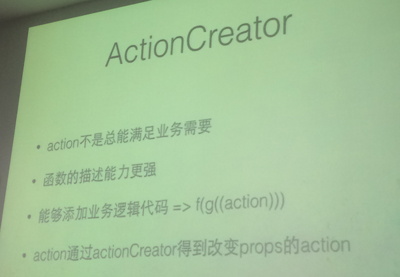 ActionCreator
• action不是总能满足业务需要
• 函数的描述能力更强
• 能够添加业务逻辑代码 => f(g((action)))
• action通过actionCreator得到改变props的action